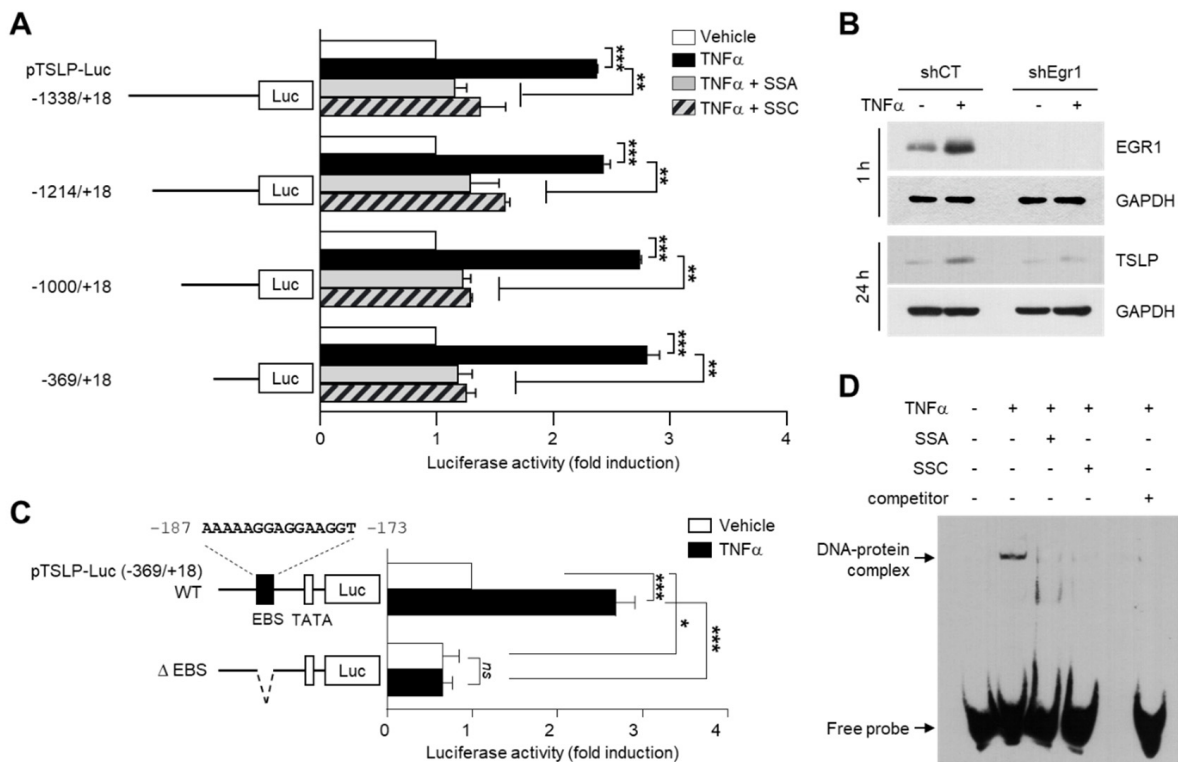 A
Vehicle
TNFα
TNFα + SSA
TNFα + SSC
pTSLP-Luc
-1338/+18
Luc
***
**
-1214/+18
Luc
***
**
-1000/+18
Luc
***
**
-369/+18
Luc
***
**
0 1 2 3 4
Luciferase activity (fold induction)
B
shCT shEgr1
TNFα - + - +
1 h
EGR1
GAPDH
24 h
TSLP
GAPDH
C
-187 AAAAAGGAGGAAGGT -173
Vehicle
TNFα
pTSLP-Luc (-369/+18)
WT
EBS TATA Luc
***
*
***
Δ EBS
Luc
ns
0 1 2 3 4
Luciferase activity (fold induction)
D
TNFα - + + + +
SSA - - + - -
SSC - - - + -
competitor - - - - +
DNA-protein
complex
Free probe